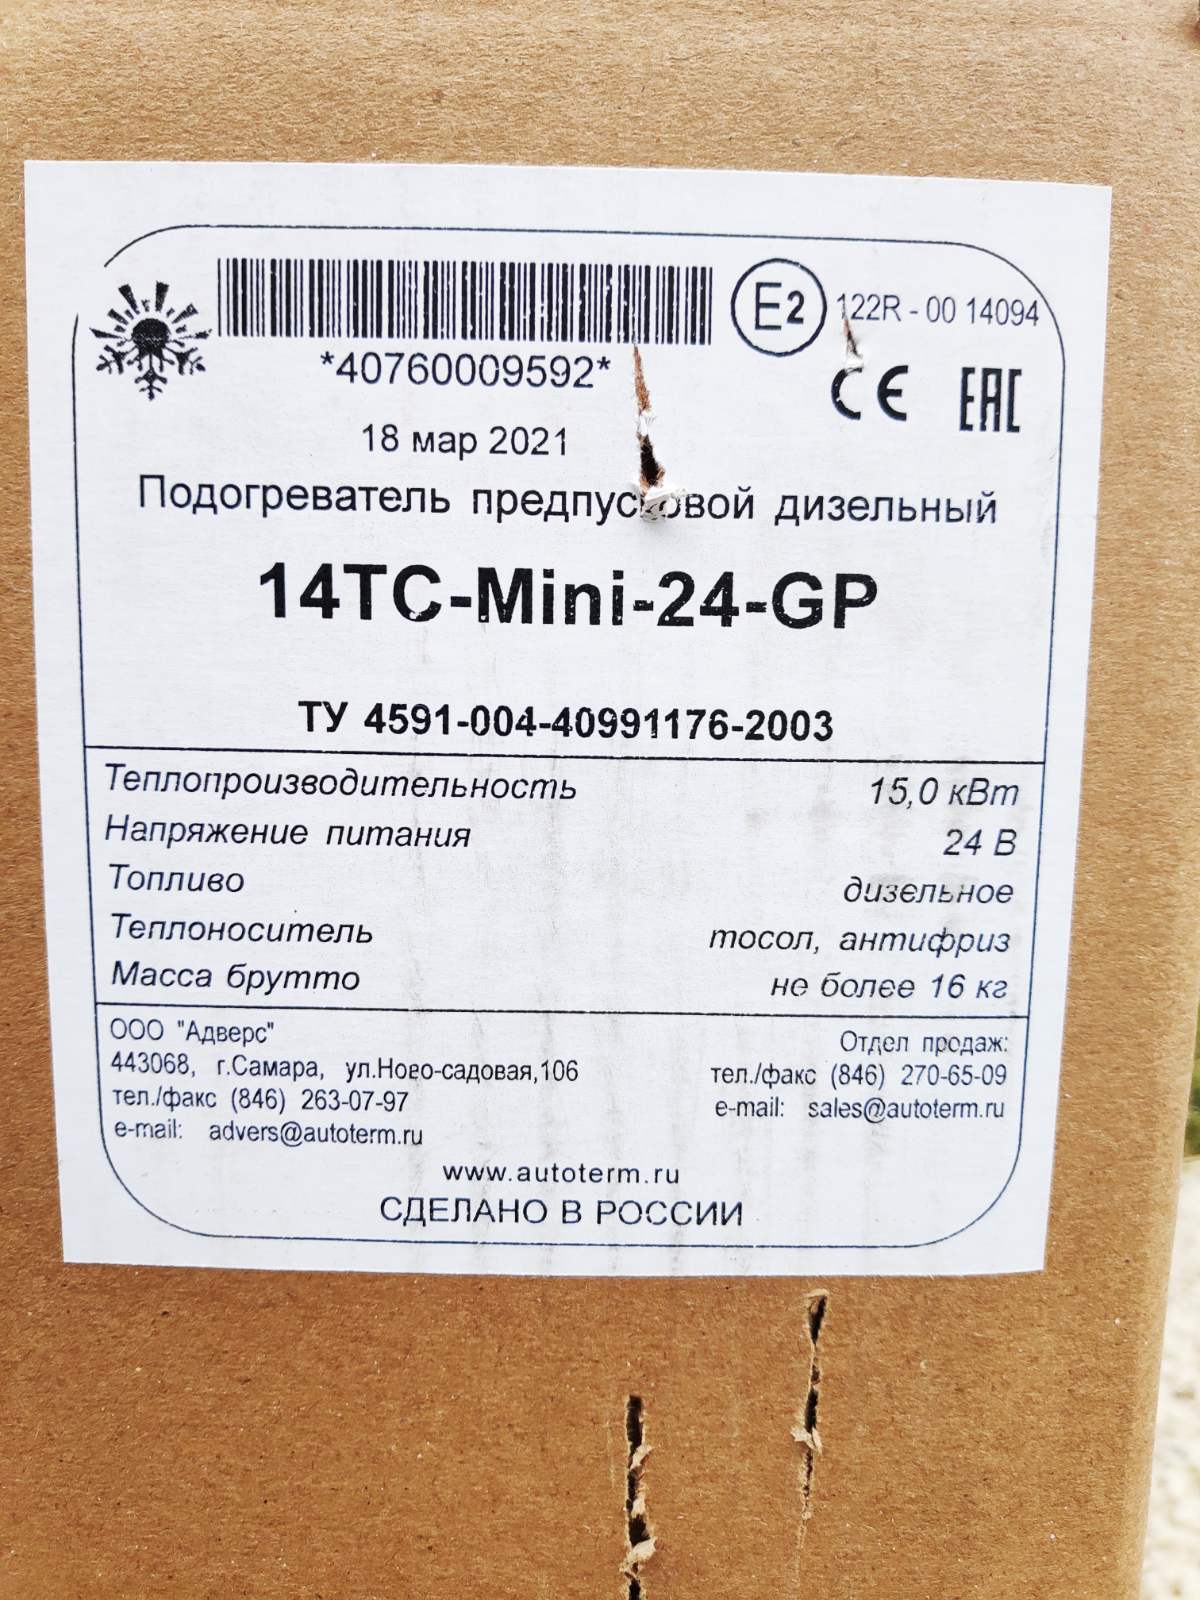 E2 122R - 00 14094
*40760009592*
CE EAC
18 мар 2021
Подогреватель предпусковой дизельный
14ТС-Mini-24-GP
ТУ 4591-004-40991176-2003
Теплопроизводительность 15,0 кВт
Напряжение питания 24 В
Топливо дизельное
Теплоноситель тосол, антифриз
Масса брутто не более 16 кг
ООО "Адверс"
443068, г.Самара, ул.Ново-садовая,106
тел./факс (846) 263-07-97
e-mail: advers@autoterm.ru
Отдел продаж:
тел./факс (846) 270-65-09
e-mail: sales@autoterm.ru
www.autoterm.ru
СДЕЛАНО В РОССИИ